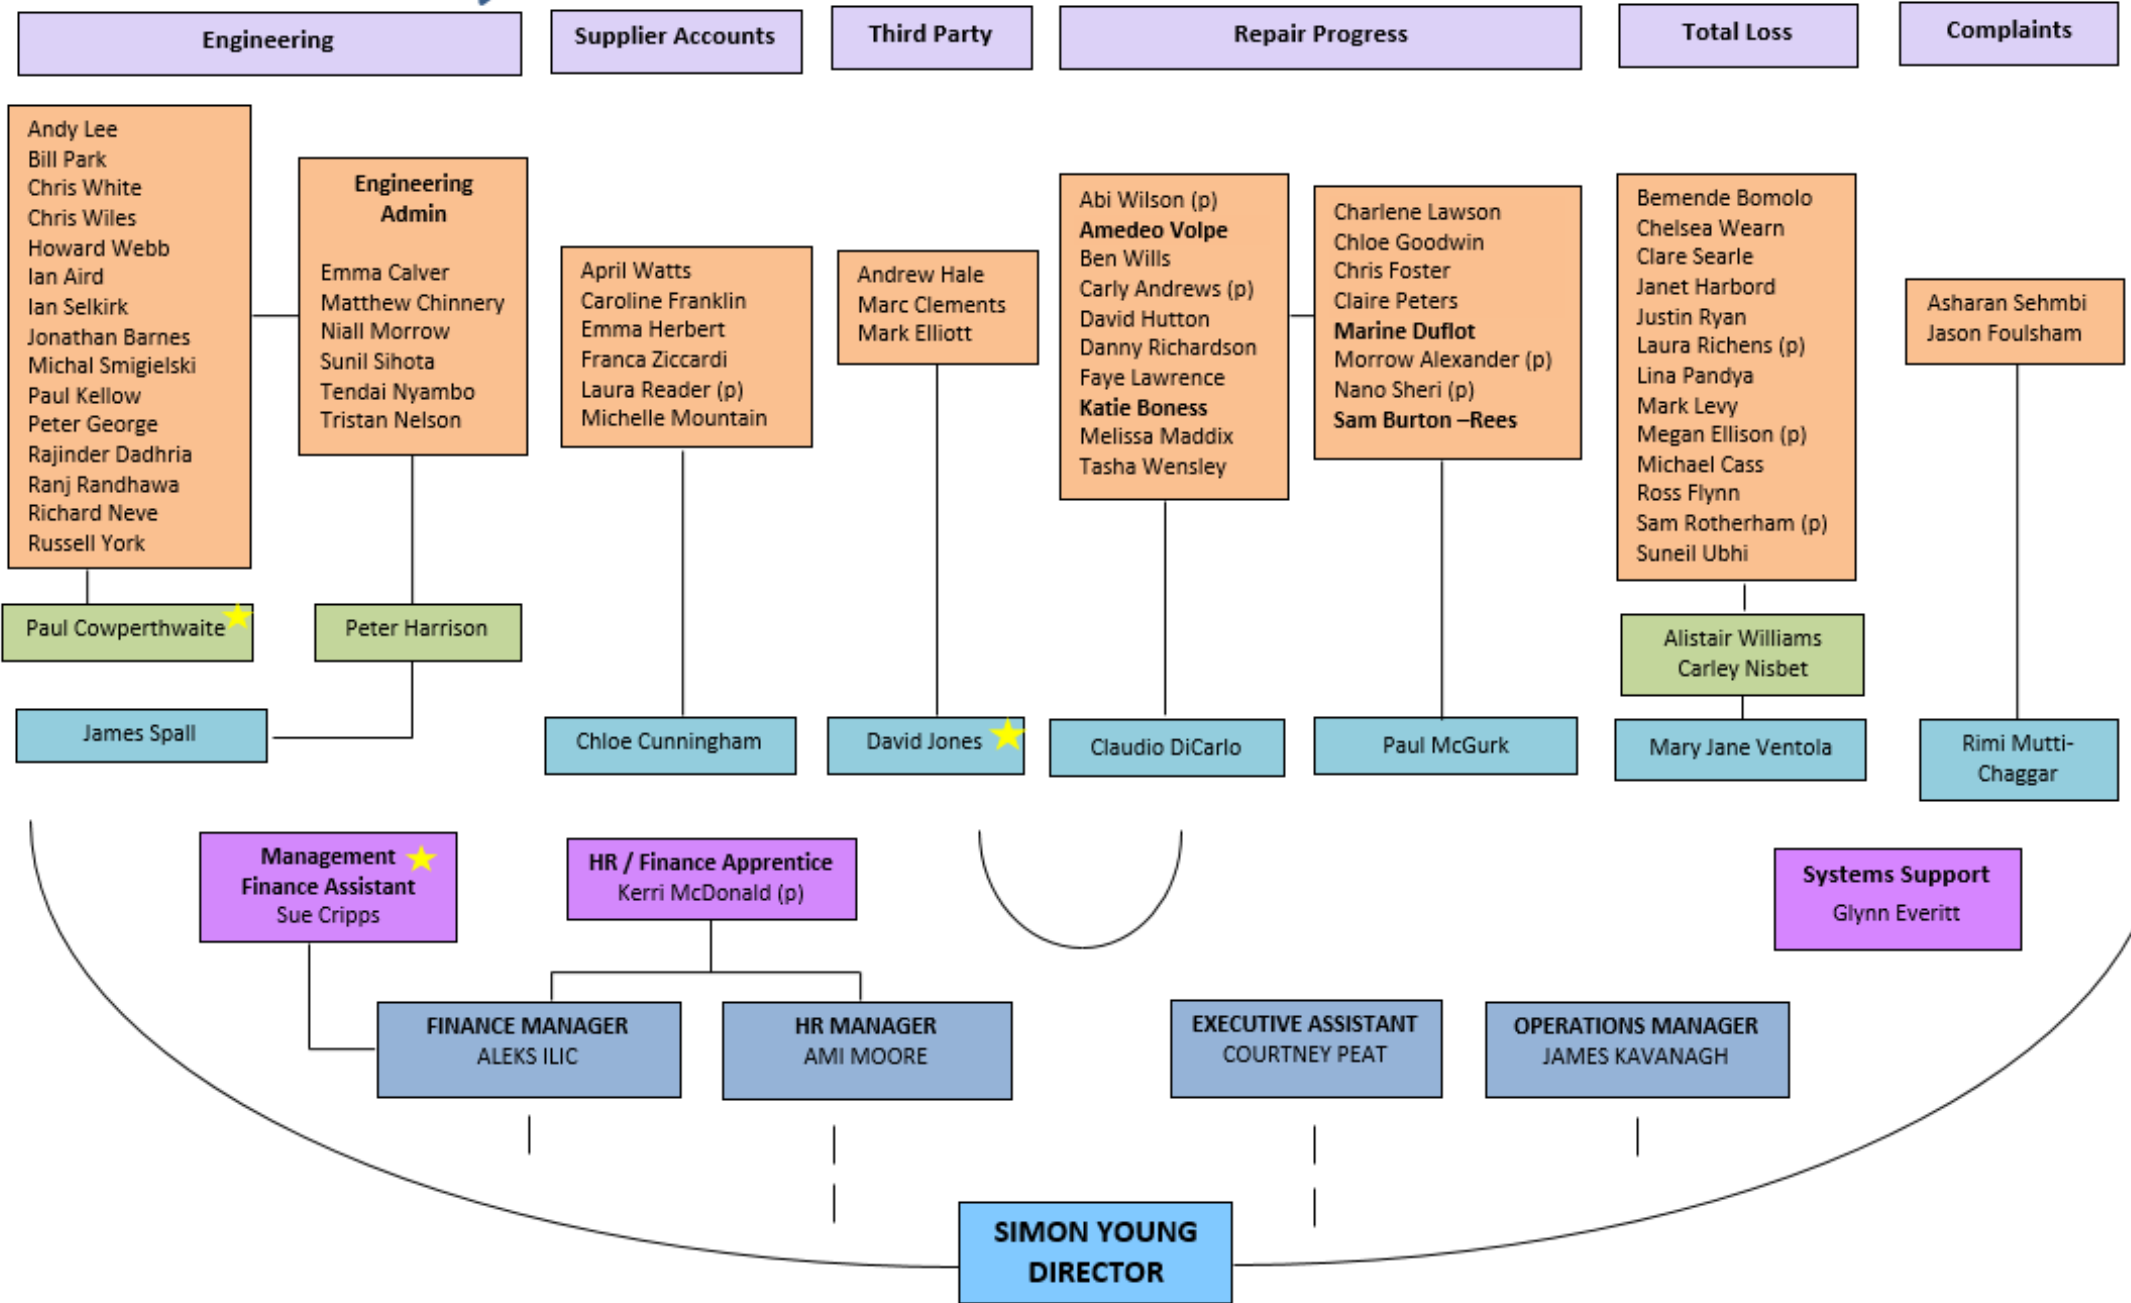 Engineering
Supplier Accounts
Third Party
Repair Progress
Total Loss
Complaints
Andy Lee
Bill Park
Chris White
Chris Wiles
Howard Webb
Ian Aird
Ian Selkirk
Jonathan Barnes
Michal Smigielski
Paul Kellow
Peter George
Rajinder Dadhria
Ranj Randhawa
Richard Neve
Russell York
Engineering
Admin
Emma Calver
Matthew Chinnery
Niall Morrow
Sunil Sihota
Tendai Nyambo
Tristan Nelson
April Watts
Caroline Franklin
Emma Herbert
Franca Ziccardi
Laura Reader (p)
Michelle Mountain
Andrew Hale
Marc Clements
Mark Elliott
Abi Wilson (p)
Amedeo Volpe
Ben Wills
Carly Andrews (p)
David Hutton
Danny Richardson
Faye Lawrence
Katie Boness
Melissa Maddix
Tasha Wensley
Charlene Lawson
Chloe Goodwin
Chris Foster
Claire Peters
Marine Duflot
Morrow Alexander (p)
Nano Sheri (p)
Sam Burton –Rees
Bemende Bomolo
Chelsea Wearn
Clare Searle
Janet Harbord
Justin Ryan
Laura Richens (p)
Lina Pandya
Mark Levy
Megan Ellison (p)
Michael Cass
Ross Flynn
Sam Rotherham (p)
Suneil Ubhi
Asharan Sehmbi
Jason Foulsham
Paul Cowperthwaite
Peter Harrison
Alistair Williams
Carley Nisbet
James Spall
Chloe Cunningham
David Jones
Claudio DiCarlo
Paul McGurk
Mary Jane Ventola
Rimi Mutti-
Chaggar
Management
Finance Assistant
Sue Cripps
HR / Finance Apprentice
Kerri McDonald (p)
Systems Support
Glynn Everitt
FINANCE MANAGER
ALEKS ILIC
HR MANAGER
AMI MOORE
EXECUTIVE ASSISTANT
COURTNEY PEAT
OPERATIONS MANAGER
JAMES KAVANAGH
SIMON YOUNG
DIRECTOR